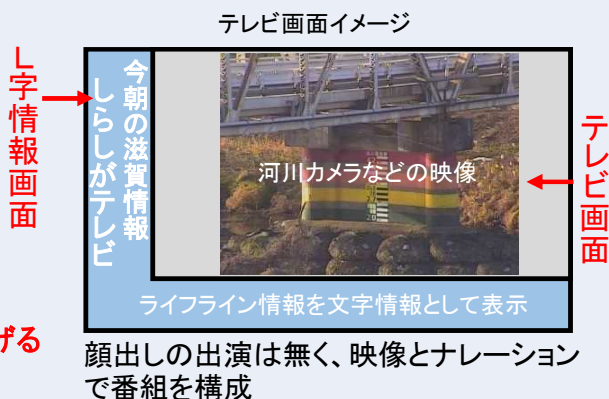 テレビ画面イメージ
L字情報画面
今朝の滋賀情報
しらしがテレビ
河川カメラなどの映像
テレビ画面
ライフライン情報を文字情報として表示
げる
顔出しの出演は無く、映像とナレーション
で番組を構成